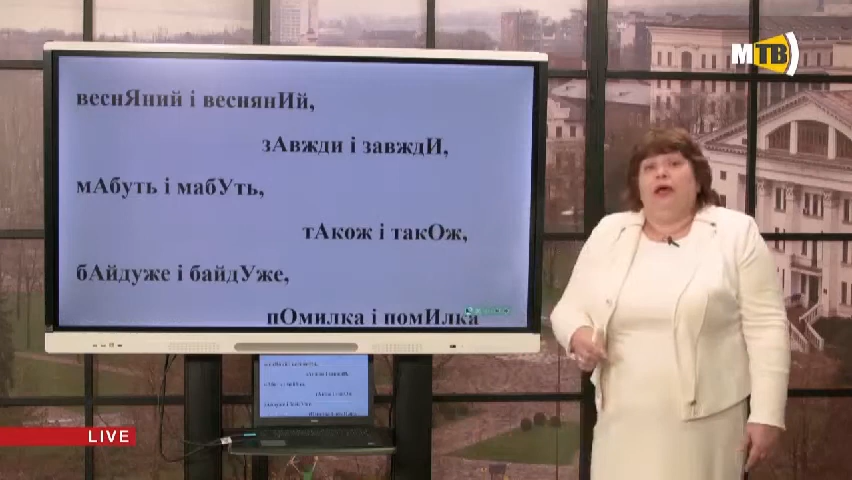 МТВ
веснЯний і веснянИй,
зАвжди і завждИ,
мАбуть і мабУть,
тАкож і такОж,
бАйдуже і байдУже,
пОмилка і помИлка
LIVE